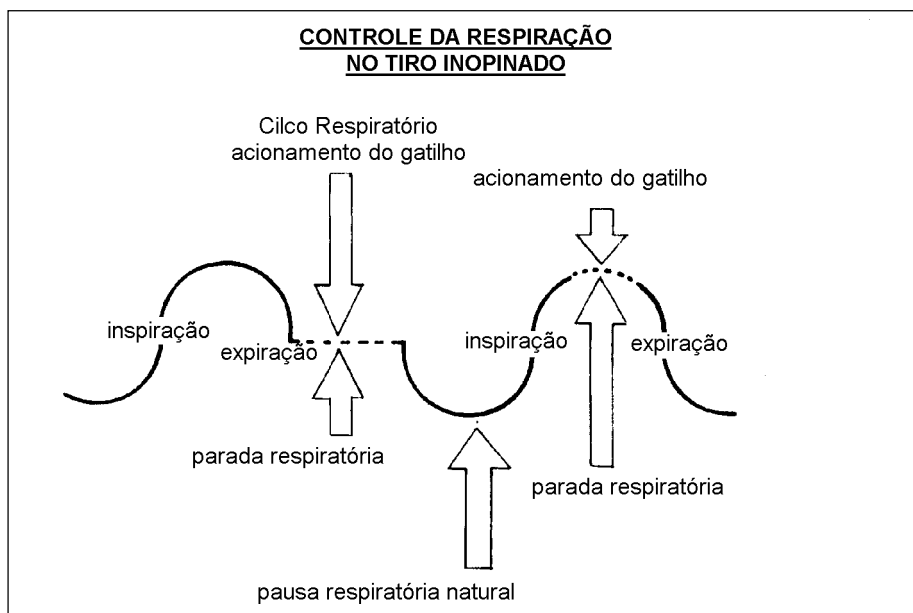 CONTROLE DA RESPIRAÇÃO
NO TIRO INOPINADO
Cilco Respiratório
acionamento do gatilho
acionamento do gatilho
inspiração
expiração
inspiração
expiração
parada respiratória
parada respiratória
pausa respiratória natural